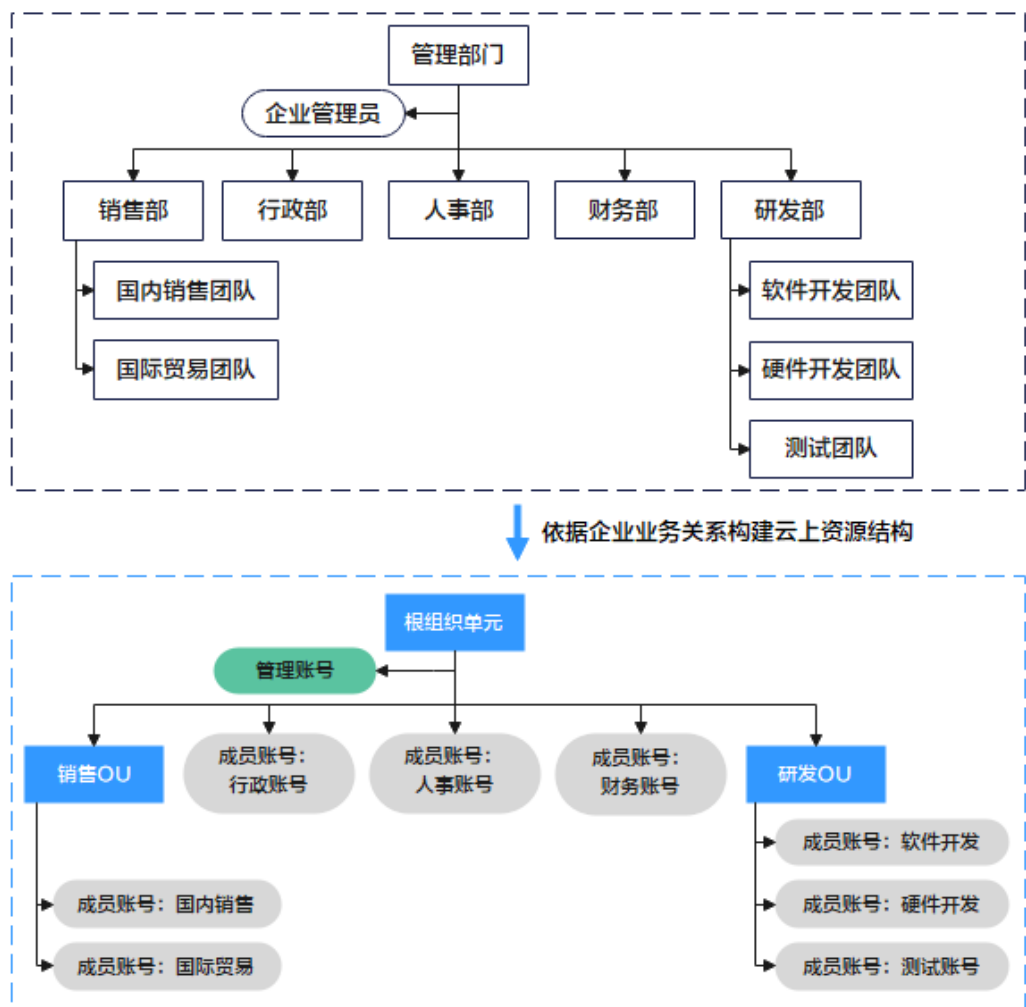 管理部门
企业管理员
销售部
行政部
人事部
财务部
研发部
国内销售团队
国际贸易团队
软件开发团队
硬件开发团队
测试团队
依据企业业务关系构建云上资源结构
根组织单元
管理账号
销售OU
成员账号：
行政账号
成员账号：
人事账号
成员账号：
财务账号
研发OU
成员账号：国内销售
成员账号：国际贸易
成员账号：软件开发
成员账号：硬件开发
成员账号：测试账号